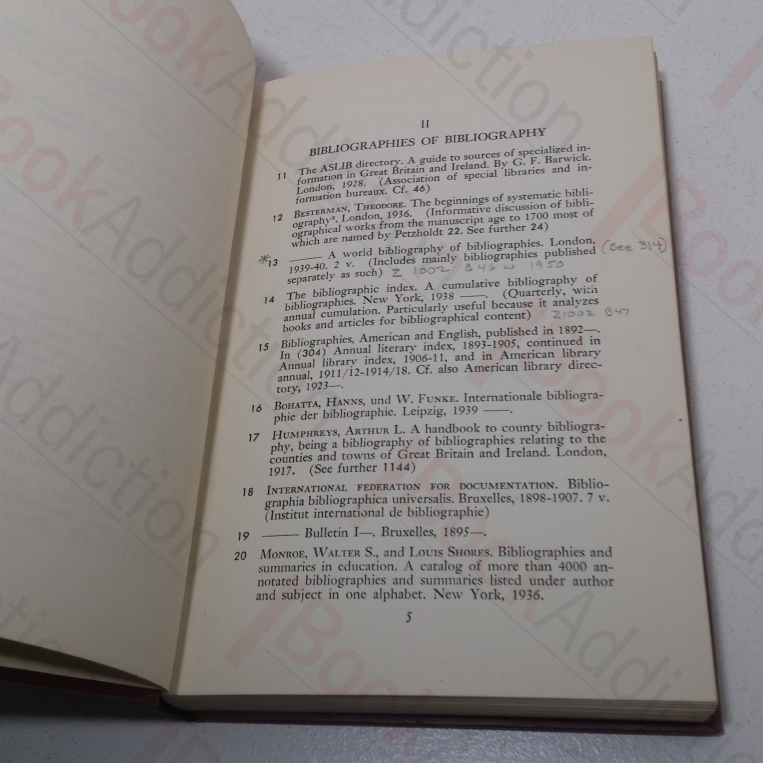 II
BIBLIOGRAPHIES OF BIBLIOGRAPHY
11 The ASLIB directory. A guide to sources of specialized in-
formation in Great Britain and Ireland. By G. F. Barwick.
London, 1928. (Association of special libraries and in-
formation bureaux. Cf. 46)
12 BESTERMAN, THEODORE. The beginnings of systematic bibli-
ography. London, 1936. (Informative discussion of bibli-
ographical works from the manuscript age to 1700 most of
which are named by Petzholdt 22. See further 24)
*13 —— A world bibliography of bibliographies. London,
1939-40. 2 v. (Includes mainly bibliographies published (See 314)
separately as such) Z 1002 B46 w 1950
14 The bibliographic index. A cumulative bibliography of
bibliographies. New York, 1938 ——. (Quarterly, with
annual cumulation. Particularly useful because it analyzes
books and articles for bibliographical content) Z1002 B47
15 Bibliographies, American and English, published in 1892—.
In (304) Annual literary index, 1893-1905, continued in
Annual library index, 1906-11, and in American library
annual, 1911/12-1914/18. Cf. also American library direc-
tory, 1923—.
16 BOHATTA, HANNS, und W. FUNKE. Internationale bibliogra-
phie der bibliographie. Leipzig, 1939 ——.
17 HUMPHREYS, ARTHUR L. A handbook to county bibliogra-
phy, being a bibliography of bibliographies relating to the
counties and towns of Great Britain and Ireland. London,
1917. (See further 1144)
18 INTERNATIONAL FEDERATION FOR DOCUMENTATION. Biblio-
graphia bibliographica universalis. Bruxelles, 1898-1907. 7 v.
(Institut international de bibliographie)
19 —— Bulletin I—. Bruxelles, 1895—.
20 MONROE, WALTER S., and LOUIS SHORES. Bibliographies and
summaries in education. A catalog of more than 4000 an-
notated bibliographies and summaries listed under author
and subject in one alphabet. New York, 1936.
5
BookAddiction